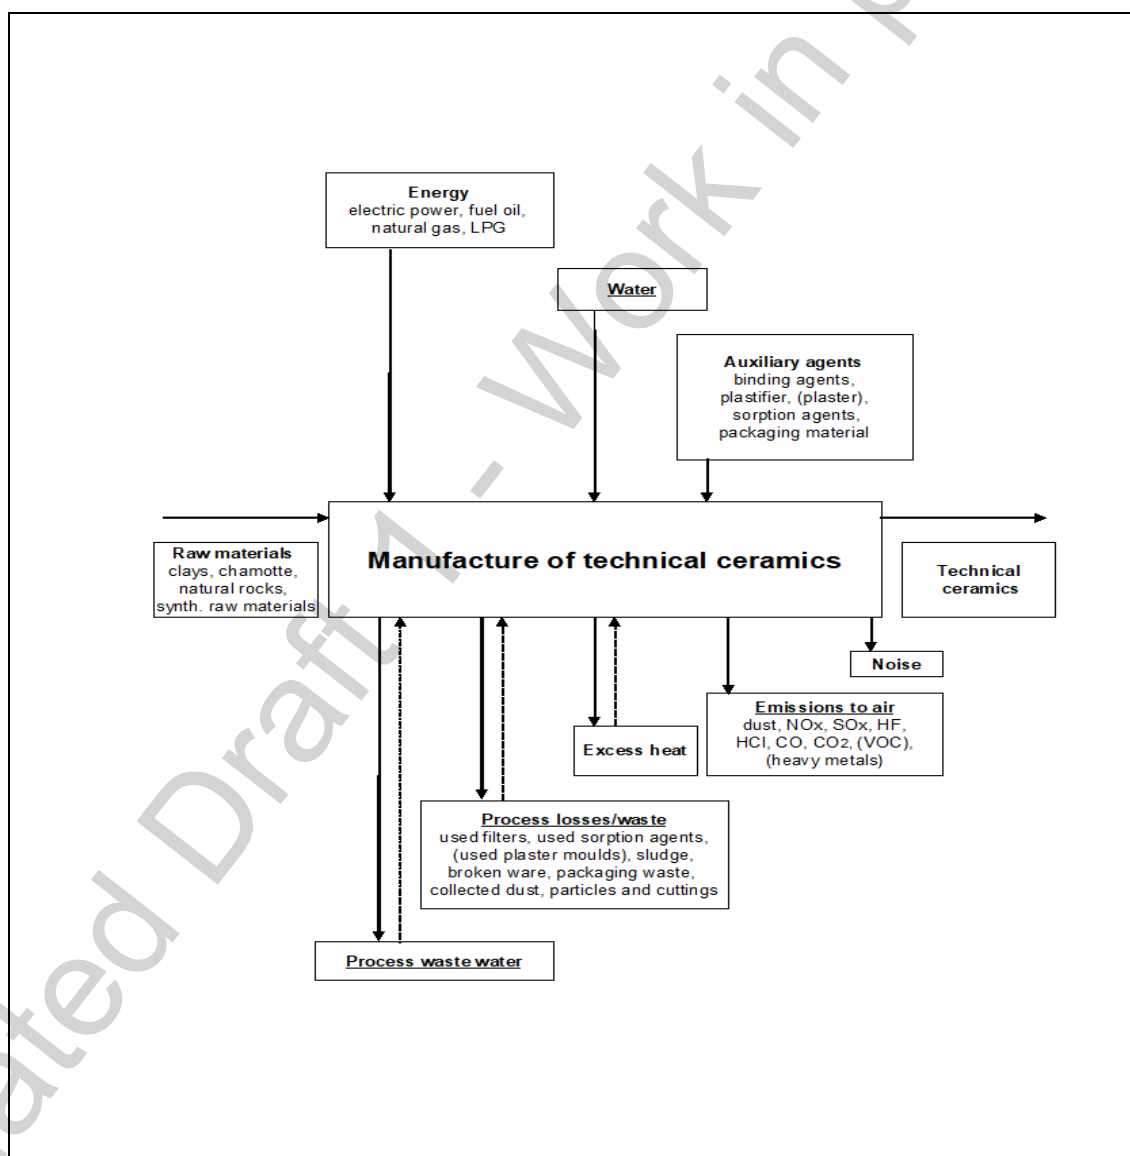 Energy
electric power, fuel oil,
natural gas, LPG
Water
Auxiliary agents
binding agents,
plastifier, (plaster),
sorption agents,
packaging material
Manufacture of technical ceramics
Raw materials
clays, chamotte,
natural rocks,
synth. raw materials
Technical
ceramics
Noise
Emissions to air
dust, NOx, SOx, HF,
HCl, CO, CO2, (VOC),
(heavy metals)
Excess heat
Process losses/waste
used filters, used sorption agents,
(used plaster moulds), sludge,
broken ware, packaging waste,
collected dust, particles and cuttings
Process waste water
Draft 1 - Work in